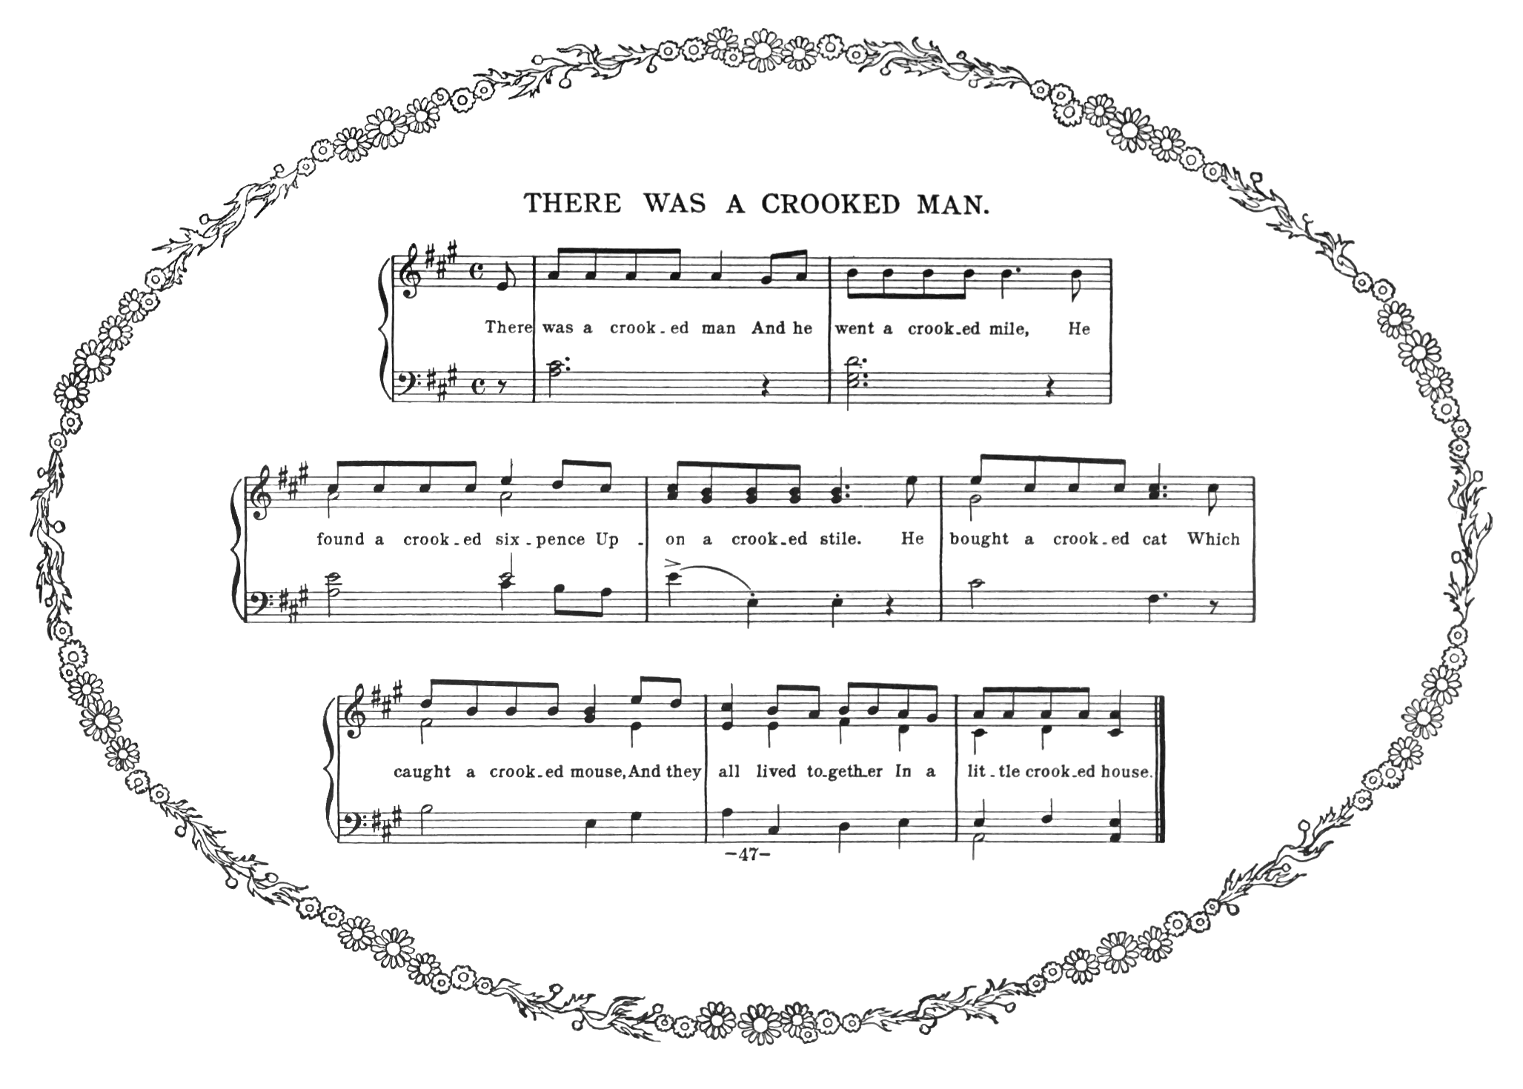 THERE WAS A CROOKED MAN.
There was a crook-ed man And he went a crook-ed mile, He
found a crook-ed six-pence Up-on a crook-ed stile. He bought a crook-ed cat Which
caught a crook-ed mouse, And they all lived to-geth-er In a lit-tle crook-ed house.
-47-